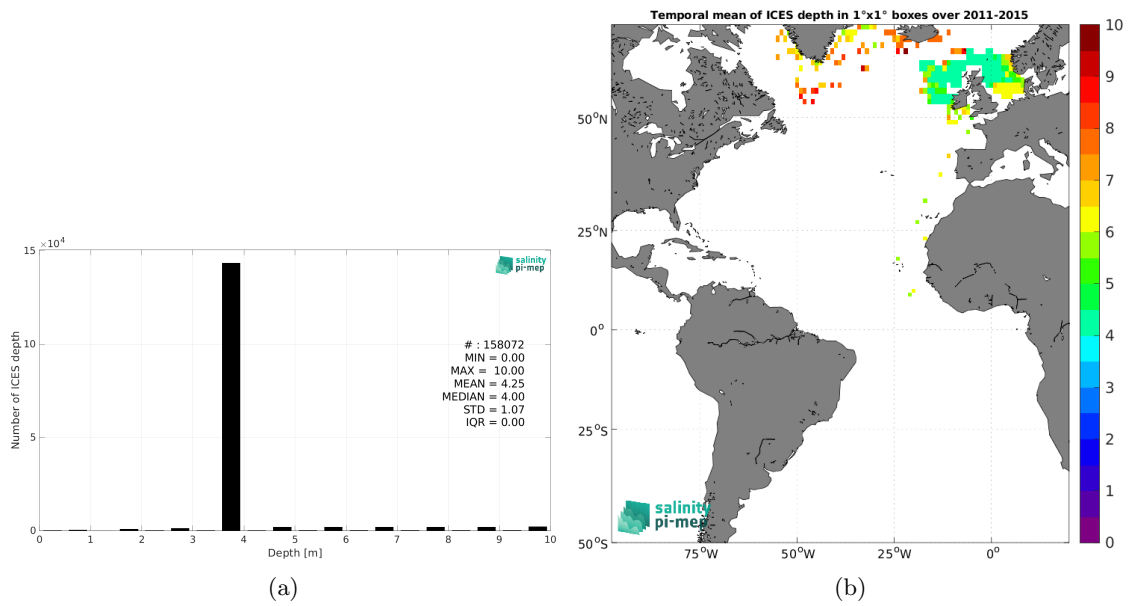 ×10⁴
15
10
5
0
Number of ICES depth
salinity
pi-mep
# : 158072
MIN = 0.00
MAX = 10.00
MEAN = 4.25
MEDIAN = 4.00
STD = 1.07
IQR = 0.00
0 1 2 3 4 5 6 7 8 9 10
Depth [m]
(a)
Temporal mean of ICES depth in 1°x1° boxes over 2011-2015
50°N
25°N
0°
25°S
50°S
75°W 50°W 25°W 0°
salinity
pi-mep
10
9
8
7
6
5
4
3
2
1
0
(b)